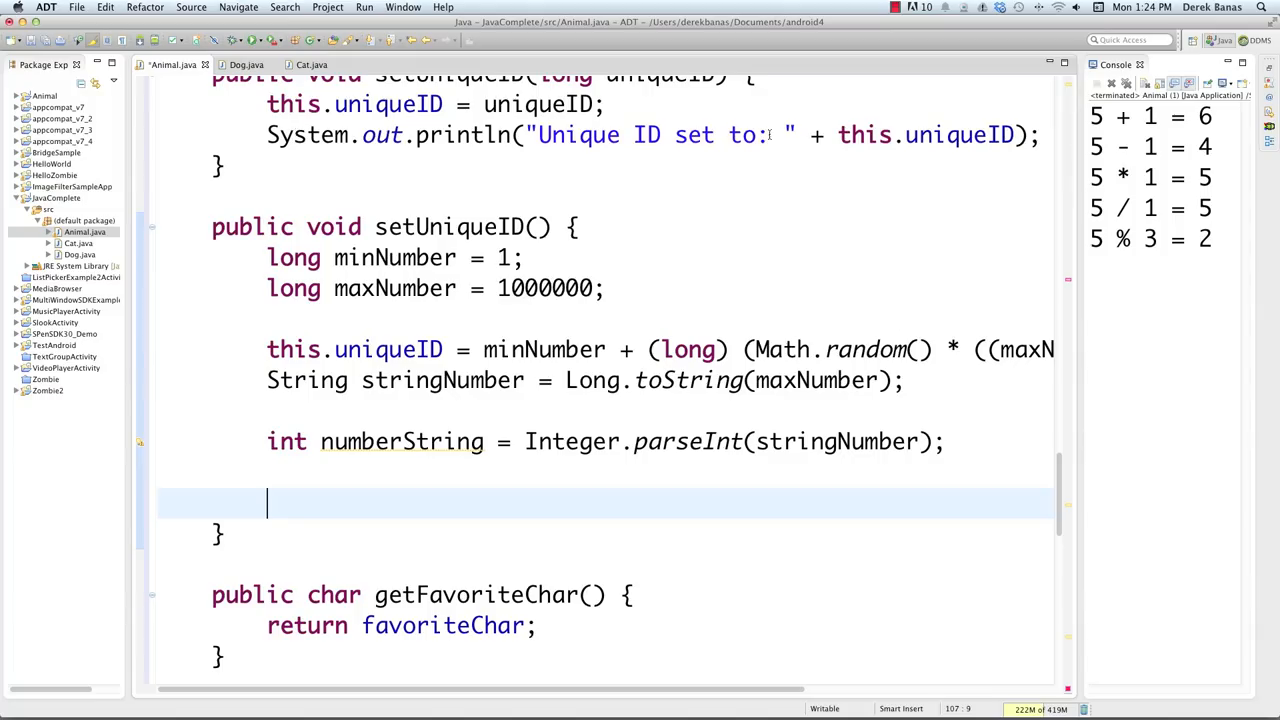 ADT File Edit Refactor Source Navigate Search Project Run Window Help 10 Mon 1:24 PM Derek Banas
Java - JavaComplete/src/Animal.java - ADT - /Users/derekbanas/Documents/android4
Quick Access Java DDMS
Package Exp
*Animal.java Dog.java Cat.java
Console
Animal
appcompat_v7
appcompat_v7_2
appcompat_v7_3
appcompat_v7_4
BridgeSample
HelloWorld
HelloZombie
ImageFilterSampleApp
JavaComplete
src
(default package)
Animal.java
Cat.java
Dog.java
JRE System Library [Ja
ListPickerExample2Activi
MediaBrowser
MultiWindowSDKExample
MusicPlayerActivity
SlookActivity
SPenSDK30_Demo
TestAndroid
TextGroupActivity
VideoPlayerActivity
Zombie
Zombie2
public void setUniqueID(long uniqueID) {
this.uniqueID = uniqueID;
System.out.println("Unique ID set to: " + this.uniqueID);
}
public void setUniqueID() {
long minNumber = 1;
long maxNumber = 1000000;
this.uniqueID = minNumber + (long) (Math.random() * ((maxN
String stringNumber = Long.toString(maxNumber);
int numberString = Integer.parseInt(stringNumber);
}
public char getFavoriteChar() {
return favoriteChar;
}
<terminated> Animal (1) [Java Application] /S
5 + 1 = 6
5 - 1 = 4
5 * 1 = 5
5 / 1 = 5
5 % 3 = 2
Writable Smart Insert 107 : 9 222M of 419M